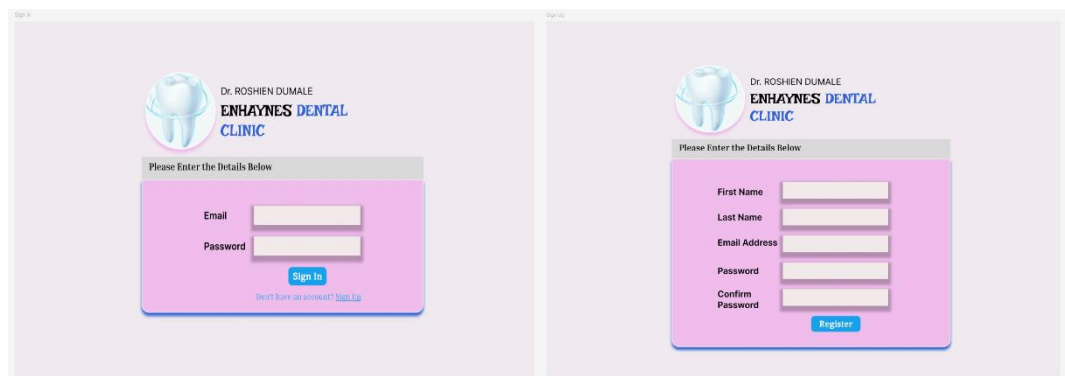 Sign In
Dr. ROSHIEN DUMALE
ENHAYNES DENTAL
CLINIC
Please Enter the Details Below
Email
Password
Sign In
Don't have an account? Sign Up
Sign Up
Dr. ROSHIEN DUMALE
ENHAYNES DENTAL
CLINIC
Please Enter the Details Below
First Name
Last Name
Email Address
Password
Confirm
Password
Register